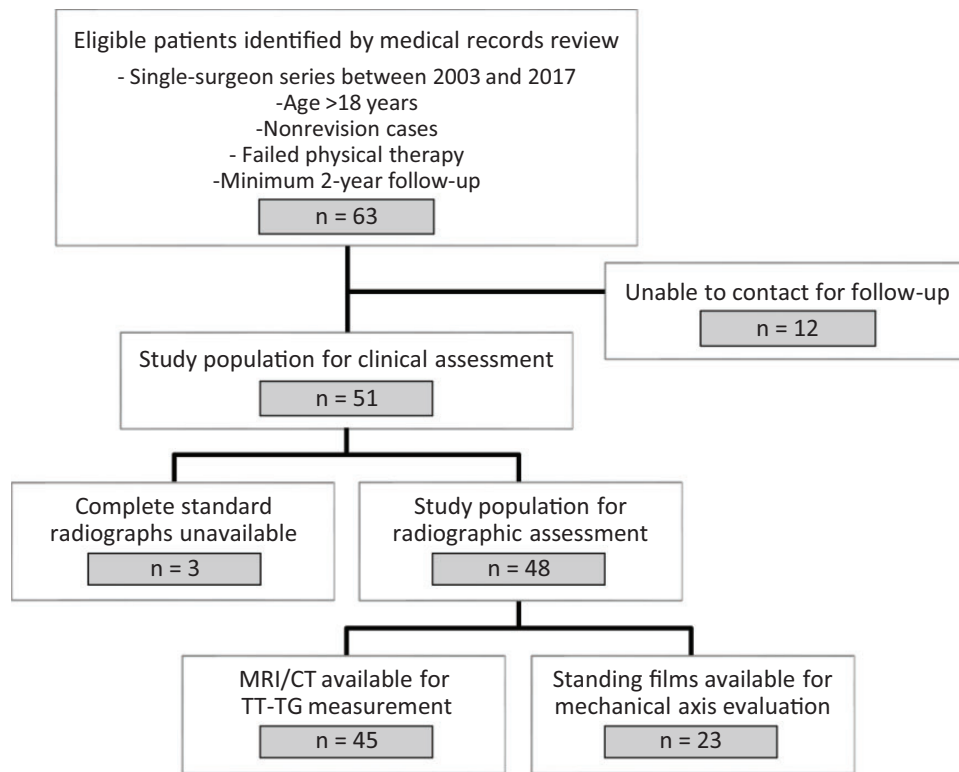 Eligible patients identified by medical records review
- Single-surgeon series between 2003 and 2017
-Age >18 years
-Nonrevision cases
- Failed physical therapy
-Minimum 2-year follow-up
n = 63
Unable to contact for follow-up
n = 12
Study population for clinical assessment
n = 51
Complete standard
radiographs unavailable
n = 3
Study population for
radiographic assessment
n = 48
MRI/CT available for
TT-TG measurement
n = 45
Standing films available for
mechanical axis evaluation
n = 23